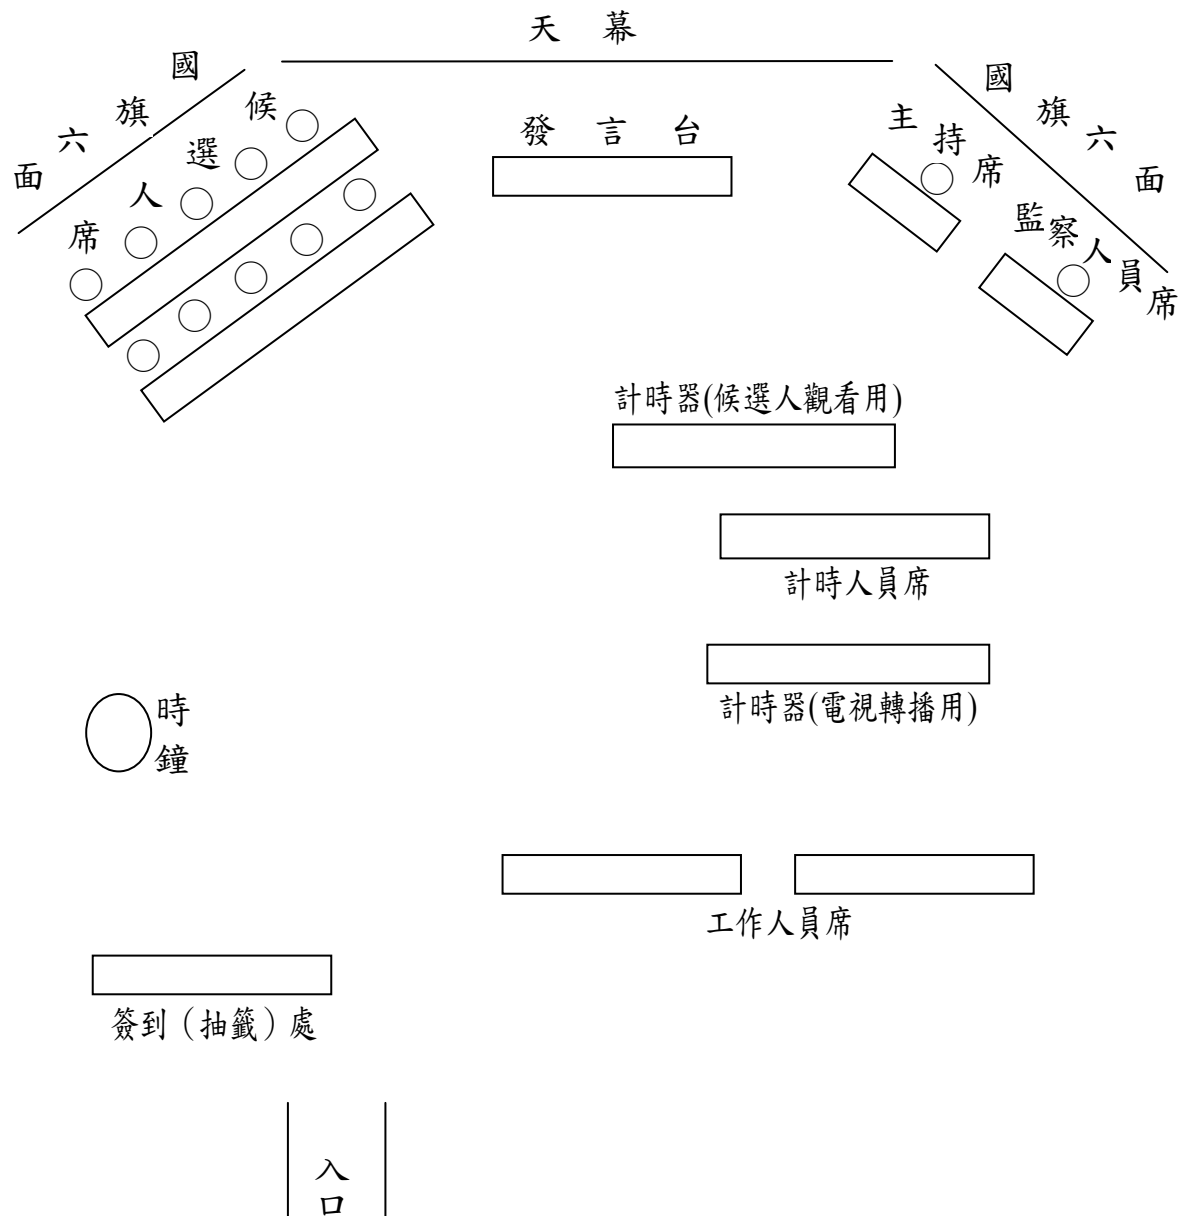 天幕
國旗六面
候選人席
發言台
主持席
國旗六面
監察人員席
計時器(候選人觀看用)
計時人員席
計時器(電視轉播用)
時鐘
工作人員席
簽到（抽籤）處
入口